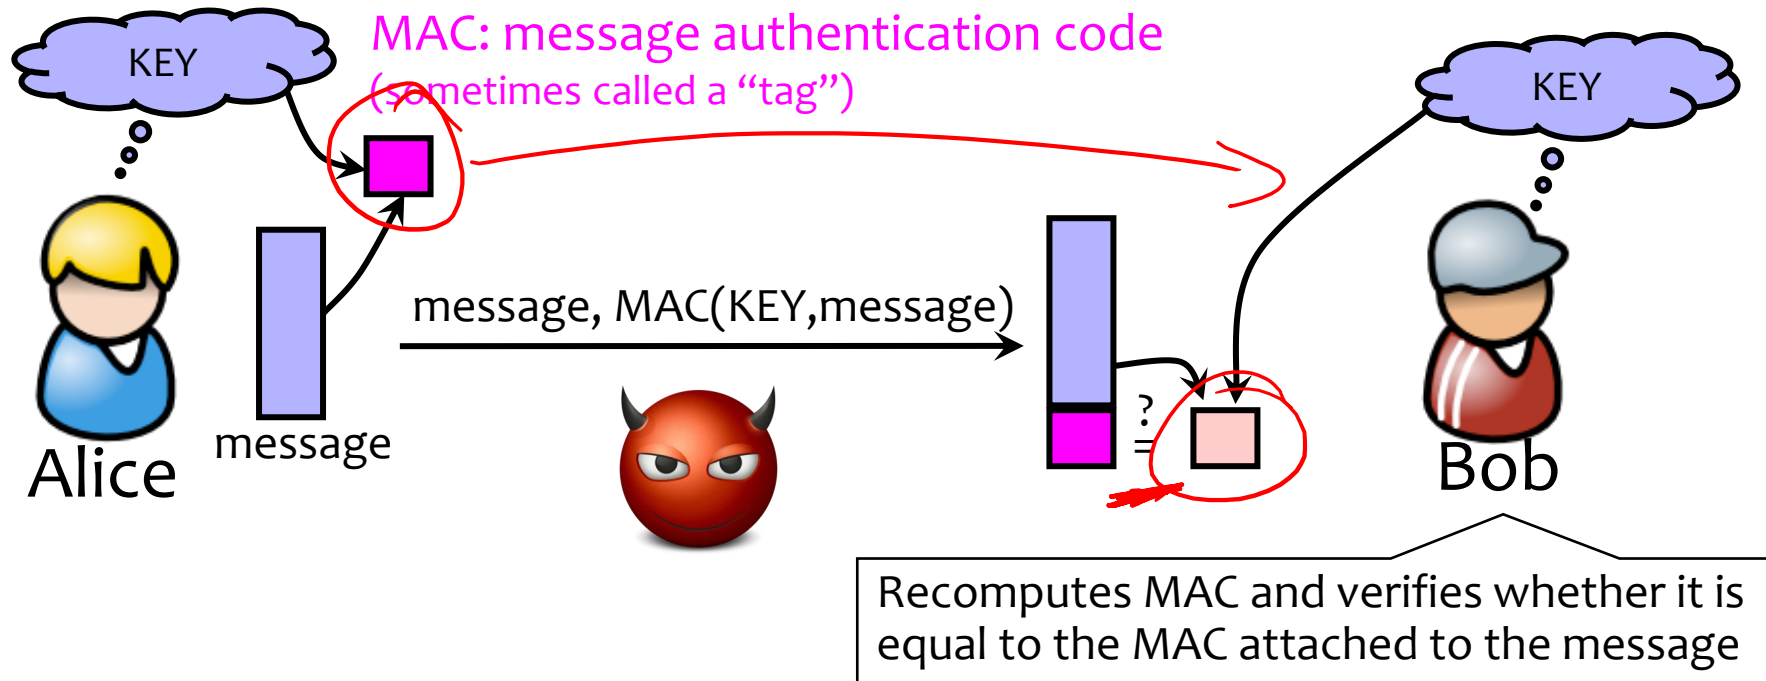 KEY
MAC: message authentication code
(sometimes called a “tag”)
KEY
message, MAC(KEY,message)
message
?
=
Alice
Bob
Recomputes MAC and verifies whether it is
equal to the MAC attached to the message